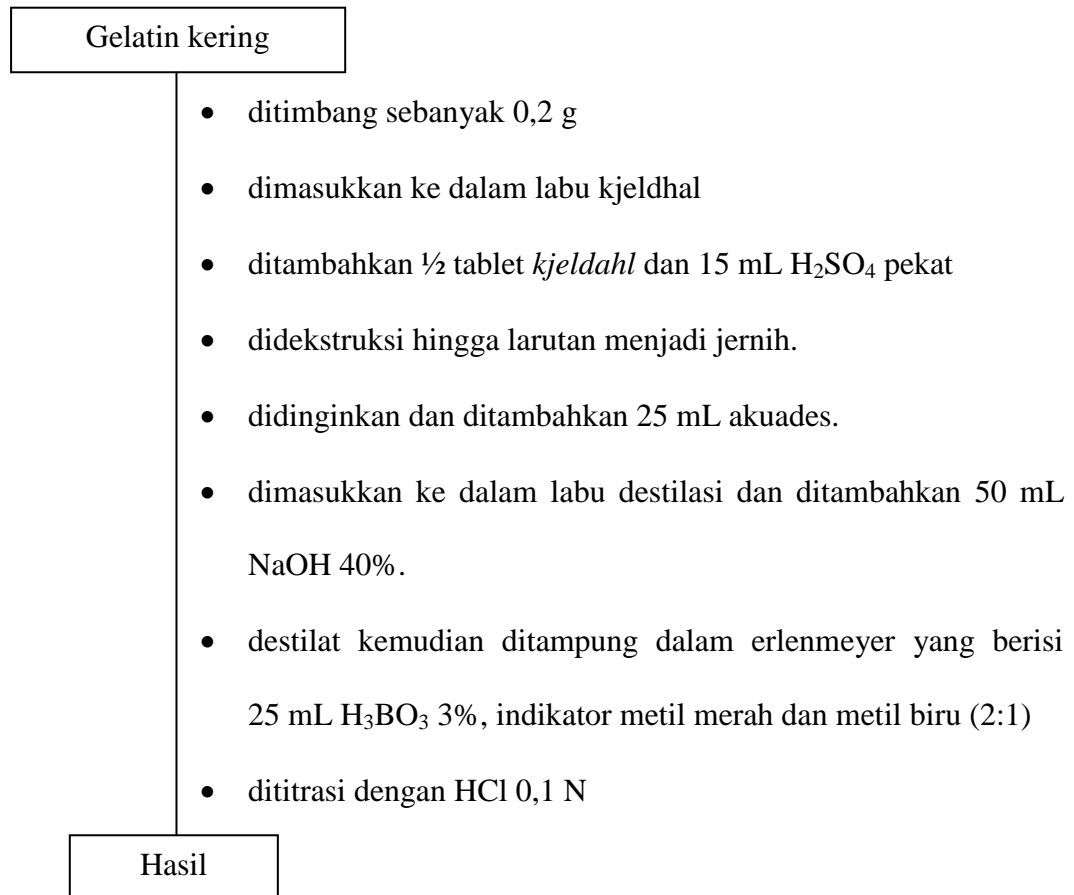 Gelatin kering
• ditimbang sebanyak 0,2 g
• dimasukkan ke dalam labu kjeldhal
• ditambahkan ½ tablet kjeldahl dan 15 mL H₂SO₄ pekat
• didekstruksi hingga larutan menjadi jernih.
• didinginkan dan ditambahkan 25 mL akuades.
• dimasukkan ke dalam labu destilasi dan ditambahkan 50 mL
NaOH 40%.
• destilat kemudian ditampung dalam erlenmeyer yang berisi
25 mL H₃BO₃ 3%, indikator metil merah dan metil biru (2:1)
• dititrasi dengan HCl 0,1 N
Hasil